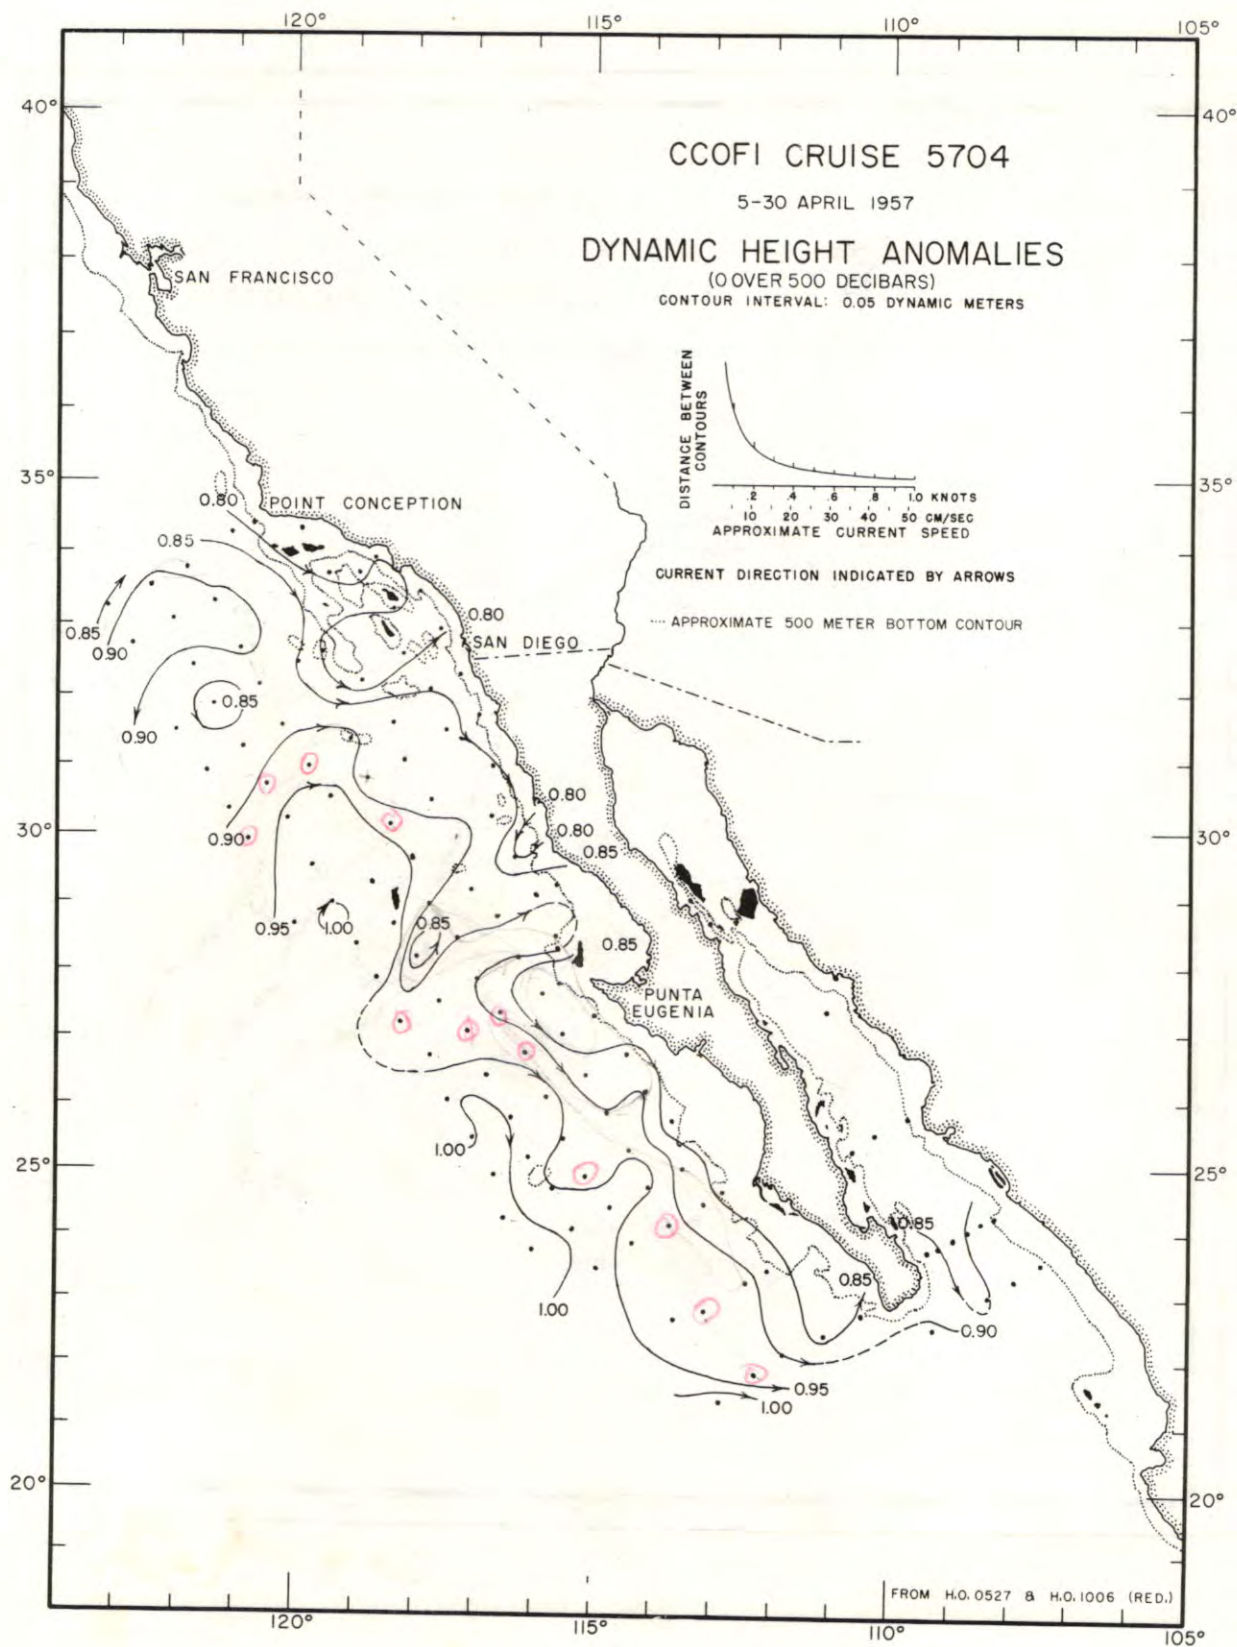 120°
115°
110°
105°
40°
40°
CCOFI CRUISE 5704
5-30 APRIL 1957
DYNAMIC HEIGHT ANOMALIES
(0 OVER 500 DECIBARS)
CONTOUR INTERVAL: 0.05 DYNAMIC METERS
SAN FRANCISCO
DISTANCE BETWEEN
CONTOURS
.2 .4 .6 .8 1.0 KNOTS
10 20 30 40 50 CM/SEC
APPROXIMATE CURRENT SPEED
35°
35°
0.80
POINT CONCEPTION
0.85
CURRENT DIRECTION INDICATED BY ARROWS
.... APPROXIMATE 500 METER BOTTOM CONTOUR
0.80
0.85
0.90
SAN DIEGO
0.85
0.90
0.80
30°
30°
0.90
0.80
0.85
0.95
1.00
0.85
0.85
PUNTA
EUGENIA
1.00
25°
25°
0.85
0.85
1.00
0.90
0.95
1.00
20°
20°
FROM H.O. 0527 & H.O. 1006 (RED.)
120°
115°
110°
105°